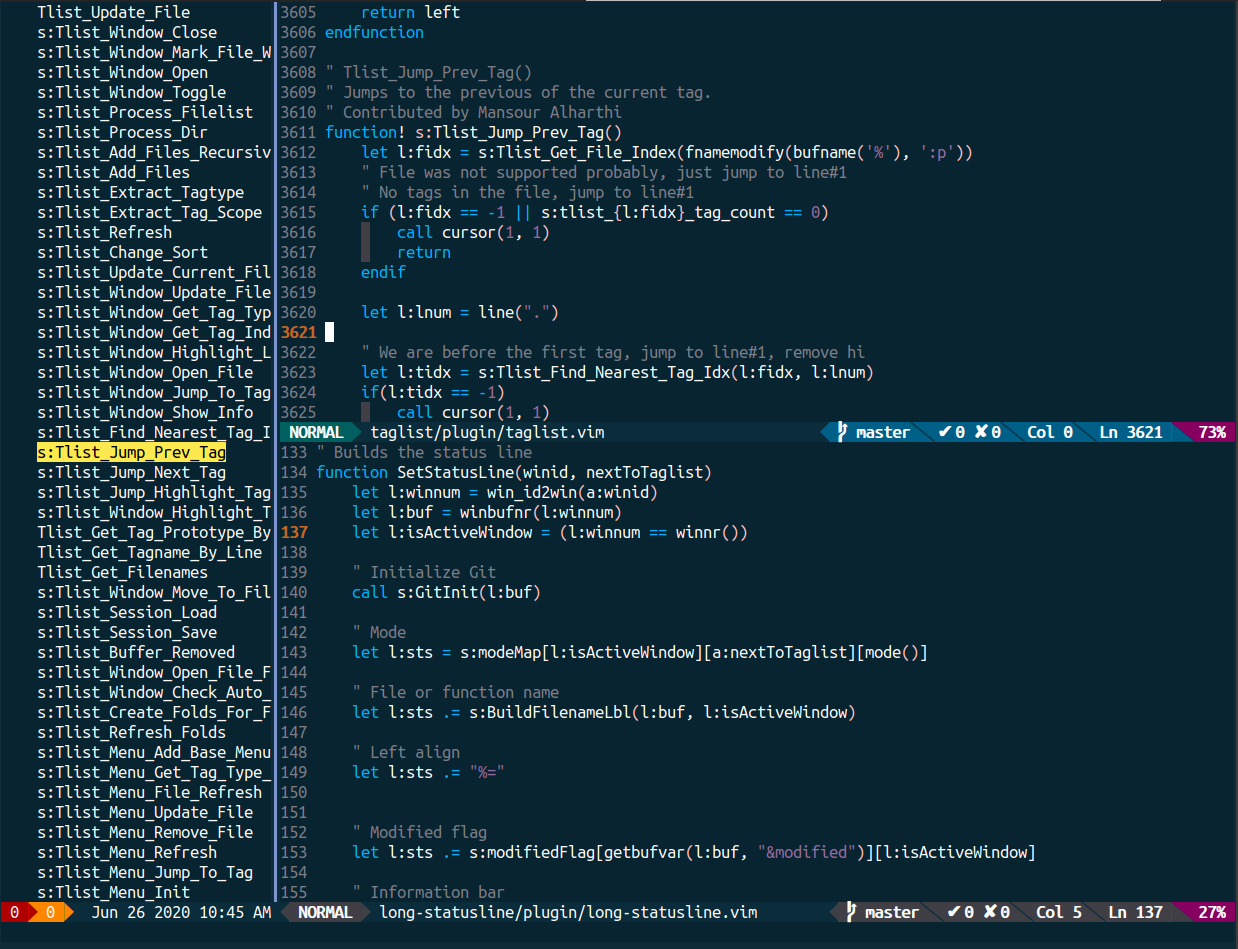 Tlist_Update_File
s:Tlist_Window_Close
s:Tlist_Window_Mark_File_W
s:Tlist_Window_Open
s:Tlist_Window_Toggle
s:Tlist_Process_Filelist
s:Tlist_Process_Dir
s:Tlist_Add_Files_Recursiv
s:Tlist_Add_Files
s:Tlist_Extract_Tagtype
s:Tlist_Extract_Tag_Scope
s:Tlist_Refresh
s:Tlist_Change_Sort
s:Tlist_Update_Current_Fil
s:Tlist_Window_Update_File
s:Tlist_Window_Get_Tag_Typ
s:Tlist_Window_Get_Tag_Ind
s:Tlist_Window_Highlight_L
s:Tlist_Window_Open_File
s:Tlist_Window_Jump_To_Tag
s:Tlist_Window_Show_Info
s:Tlist_Find_Nearest_Tag_I
s:Tlist_Jump_Prev_Tag
s:Tlist_Jump_Next_Tag
s:Tlist_Jump_Highlight_Tag
s:Tlist_Window_Highlight_T
Tlist_Get_Tag_Prototype_By
Tlist_Get_Tagname_By_Line
Tlist_Get_Filenames
s:Tlist_Window_Move_To_Fil
s:Tlist_Session_Load
s:Tlist_Session_Save
s:Tlist_Buffer_Removed
s:Tlist_Window_Open_File_F
s:Tlist_Window_Check_Auto_
s:Tlist_Create_Folds_For_F
s:Tlist_Refresh_Folds
s:Tlist_Menu_Add_Base_Menu
s:Tlist_Menu_Get_Tag_Type_
s:Tlist_Menu_File_Refresh
s:Tlist_Menu_Update_File
s:Tlist_Menu_Remove_File
s:Tlist_Menu_Refresh
s:Tlist_Menu_Jump_To_Tag
s:Tlist_Menu_Init
0 0 Jun 26 2020 10:45 AM
3605     return left
3606 endfunction
3607
3608 " Tlist_Jump_Prev_Tag()
3609 " Jumps to the previous of the current tag.
3610 " Contributed by Mansour Alharthi
3611 function! s:Tlist_Jump_Prev_Tag()
3612     let l:fidx = s:Tlist_Get_File_Index(fnamemodify(bufname('%'), ':p'))
3613     " File was not supported probably, just jump to line#1
3614     " No tags in the file, jump to line#1
3615     if (l:fidx == -1 || s:tlist_{l:fidx}_tag_count == 0)
3616         call cursor(1, 1)
3617         return
3618     endif
3619
3620     let l:lnum = line(".")
3621
3622     " We are before the first tag, jump to line#1, remove hi
3623     let l:tidx = s:Tlist_Find_Nearest_Tag_Idx(l:fidx, l:lnum)
3624     if(l:tidx == -1)
3625         call cursor(1, 1)
NORMAL taglist/plugin/taglist.vim master ✔0 ✘0 Col 0 Ln 3621 73%
133 " Builds the status line
134 function SetStatusLine(winid, nextToTaglist)
135     let l:winnum = win_id2win(a:winid)
136     let l:buf = winbufnr(l:winnum)
137     let l:isActiveWindow = (l:winnum == winnr())
138
139     " Initialize Git
140     call s:GitInit(l:buf)
141
142     " Mode
143     let l:sts = s:modeMap[l:isActiveWindow][a:nextToTaglist][mode()]
144
145     " File or function name
146     let l:sts .= s:BuildFilenameLbl(l:buf, l:isActiveWindow)
147
148     " Left align
149     let l:sts .= "%="
150
151
152     " Modified flag
153     let l:sts .= s:modifiedFlag[getbufvar(l:buf, "&modified")][l:isActiveWindow]
154
155     " Information bar
NORMAL long-statusline/plugin/long-statusline.vim master ✔0 ✘0 Col 5 Ln 137 27%